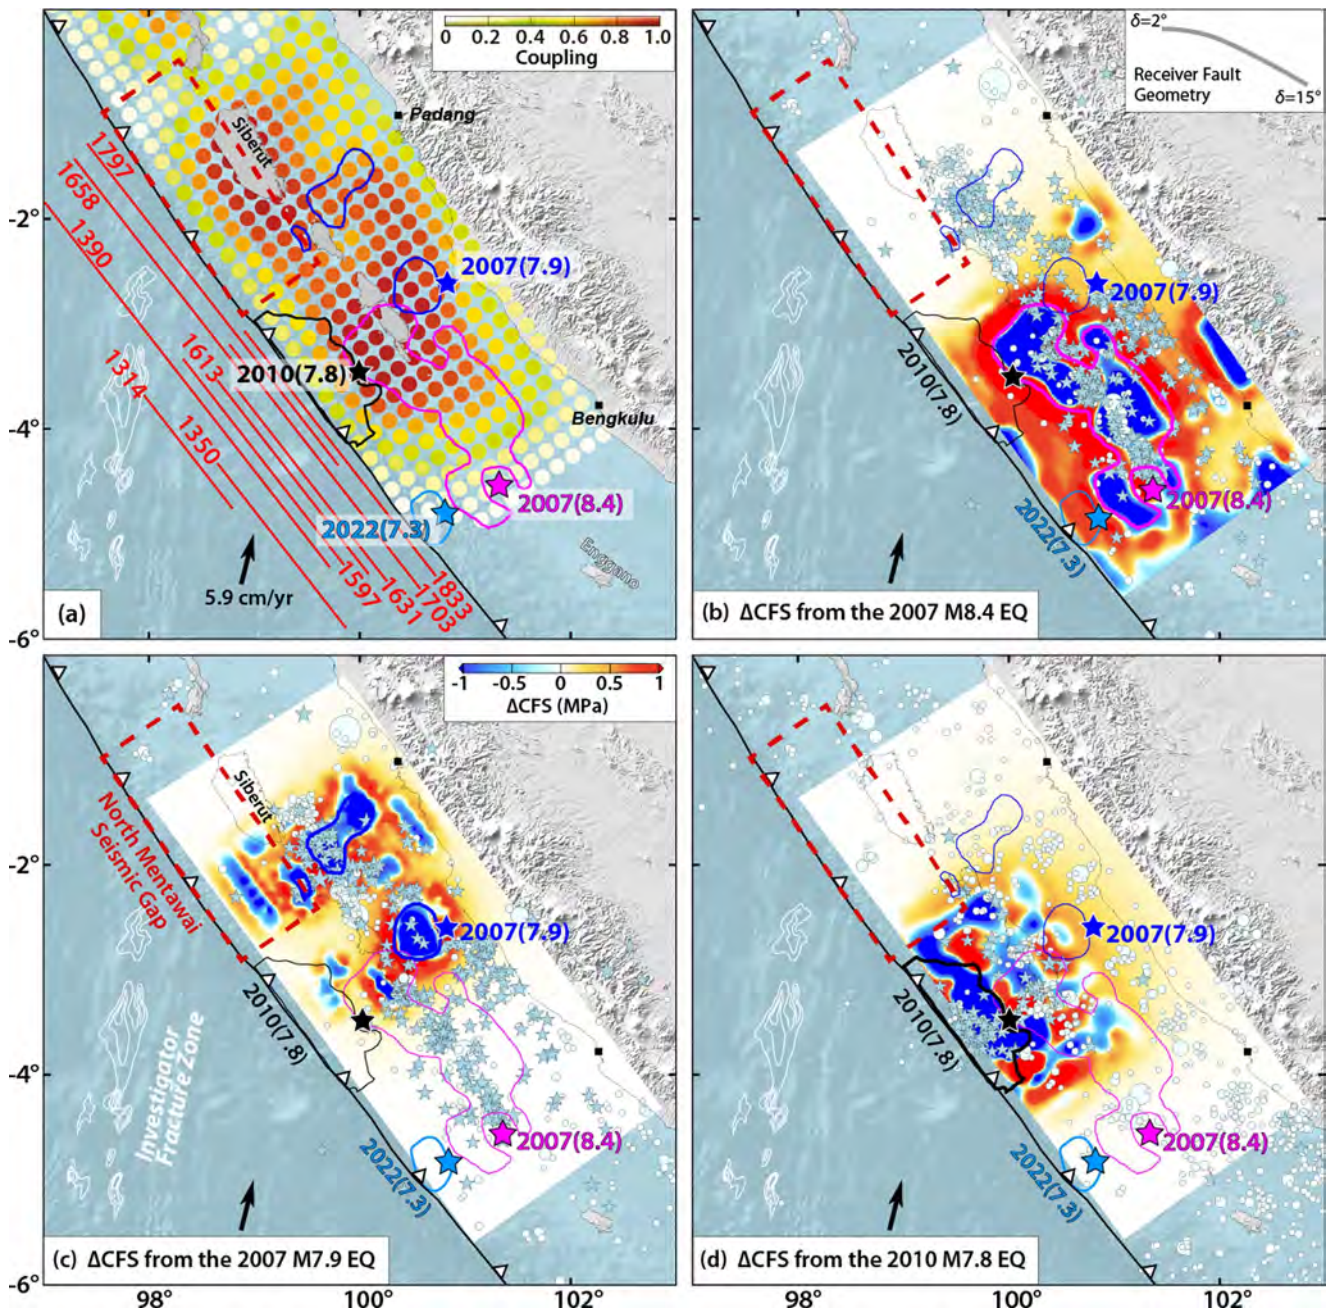 0 0.2 0.4 0.6 0.8 1.0
Coupling
Padang
Siberut
1797
1658
1390
1314
1350
1613
-2°
2007(7.9)
2010(7.8)
Bengkulu
-4°
2007(8.4)
2022(7.3)
Enggano
5.9 cm/yr
1597
1631
1703
1833
(a)
-6°
δ=2°
Receiver Fault
Geometry
δ=15°
2007(7.9)
2010(7.8)
2007(8.4)
2022(7.3)
(b) ΔCFS from the 2007 M8.4 EQ
-1 -0.5 0 0.5 1
ΔCFS (MPa)
Siberut
North Mentawai
Seismic Gap
-2°
2007(7.9)
2010(7.8)
-4°
Investigator
Fracture Zone
2007(8.4)
2022(7.3)
(c) ΔCFS from the 2007 M7.9 EQ
-6°
98° 100° 102°
2007(7.9)
2010(7.8)
2007(8.4)
2022(7.3)
(d) ΔCFS from the 2010 M7.8 EQ
98° 100° 102°